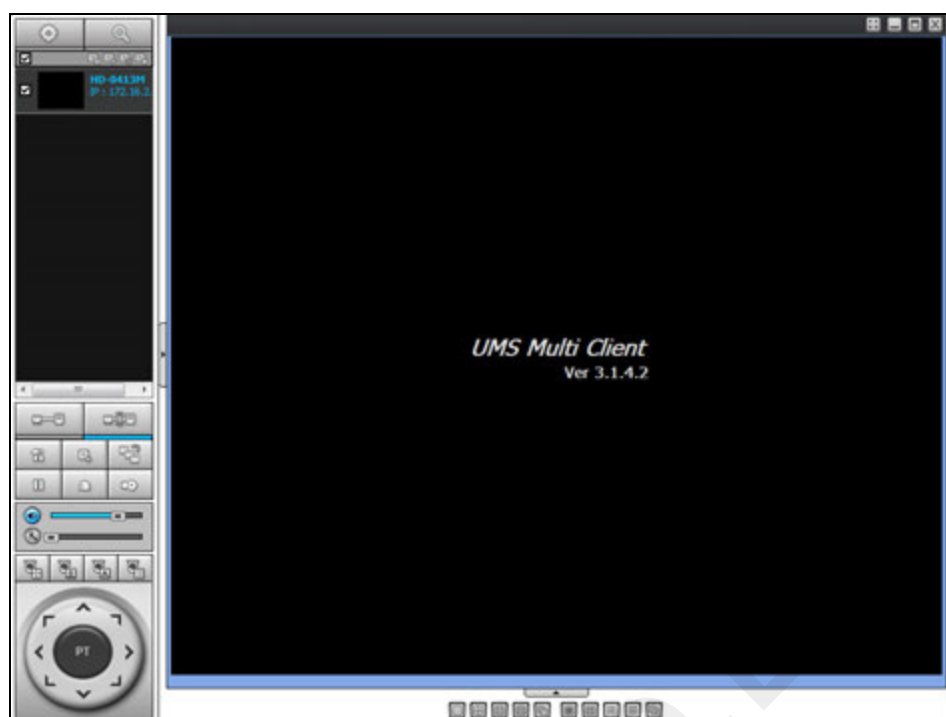 HD-0413M
IP : 172.16.2.
UMS Multi Client
Ver 3.1.4.2
PT